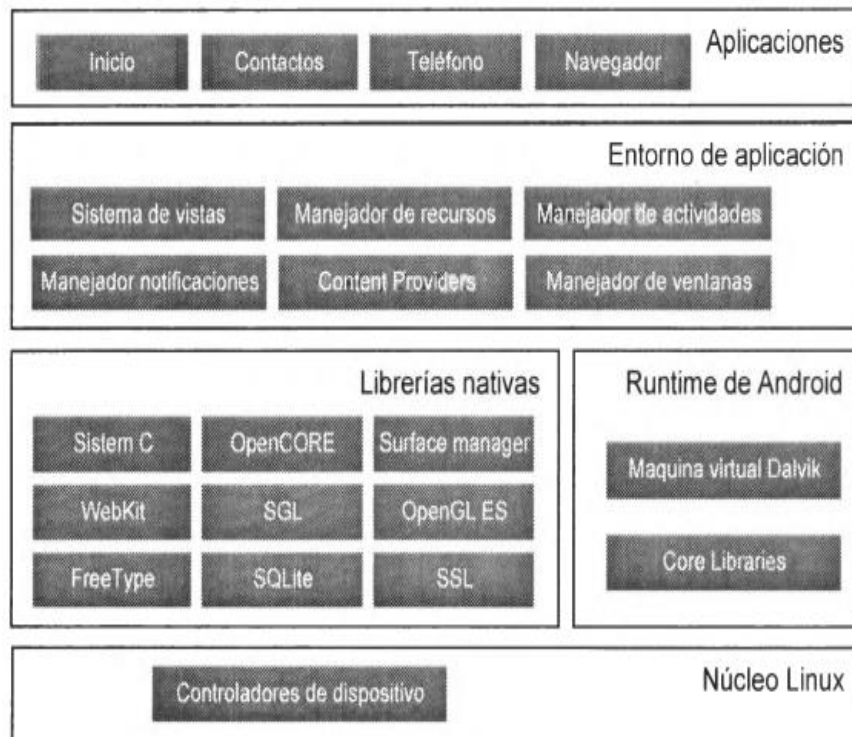 Aplicaciones
Inicio Contactos Teléfono Navegador
Entorno de aplicación
Sistema de vistas Manejador de recursos Manejador de actividades
Manejador notificaciones Content Providers Manejador de ventanas
Librerías nativas
Sistem C OpenCORE Surface manager
WebKit SGL OpenGL ES
FreeType SQLite SSL
Runtime de Android
Maquina virtual Dalvik
Core Libraries
Núcleo Linux
Controladores de dispositivo